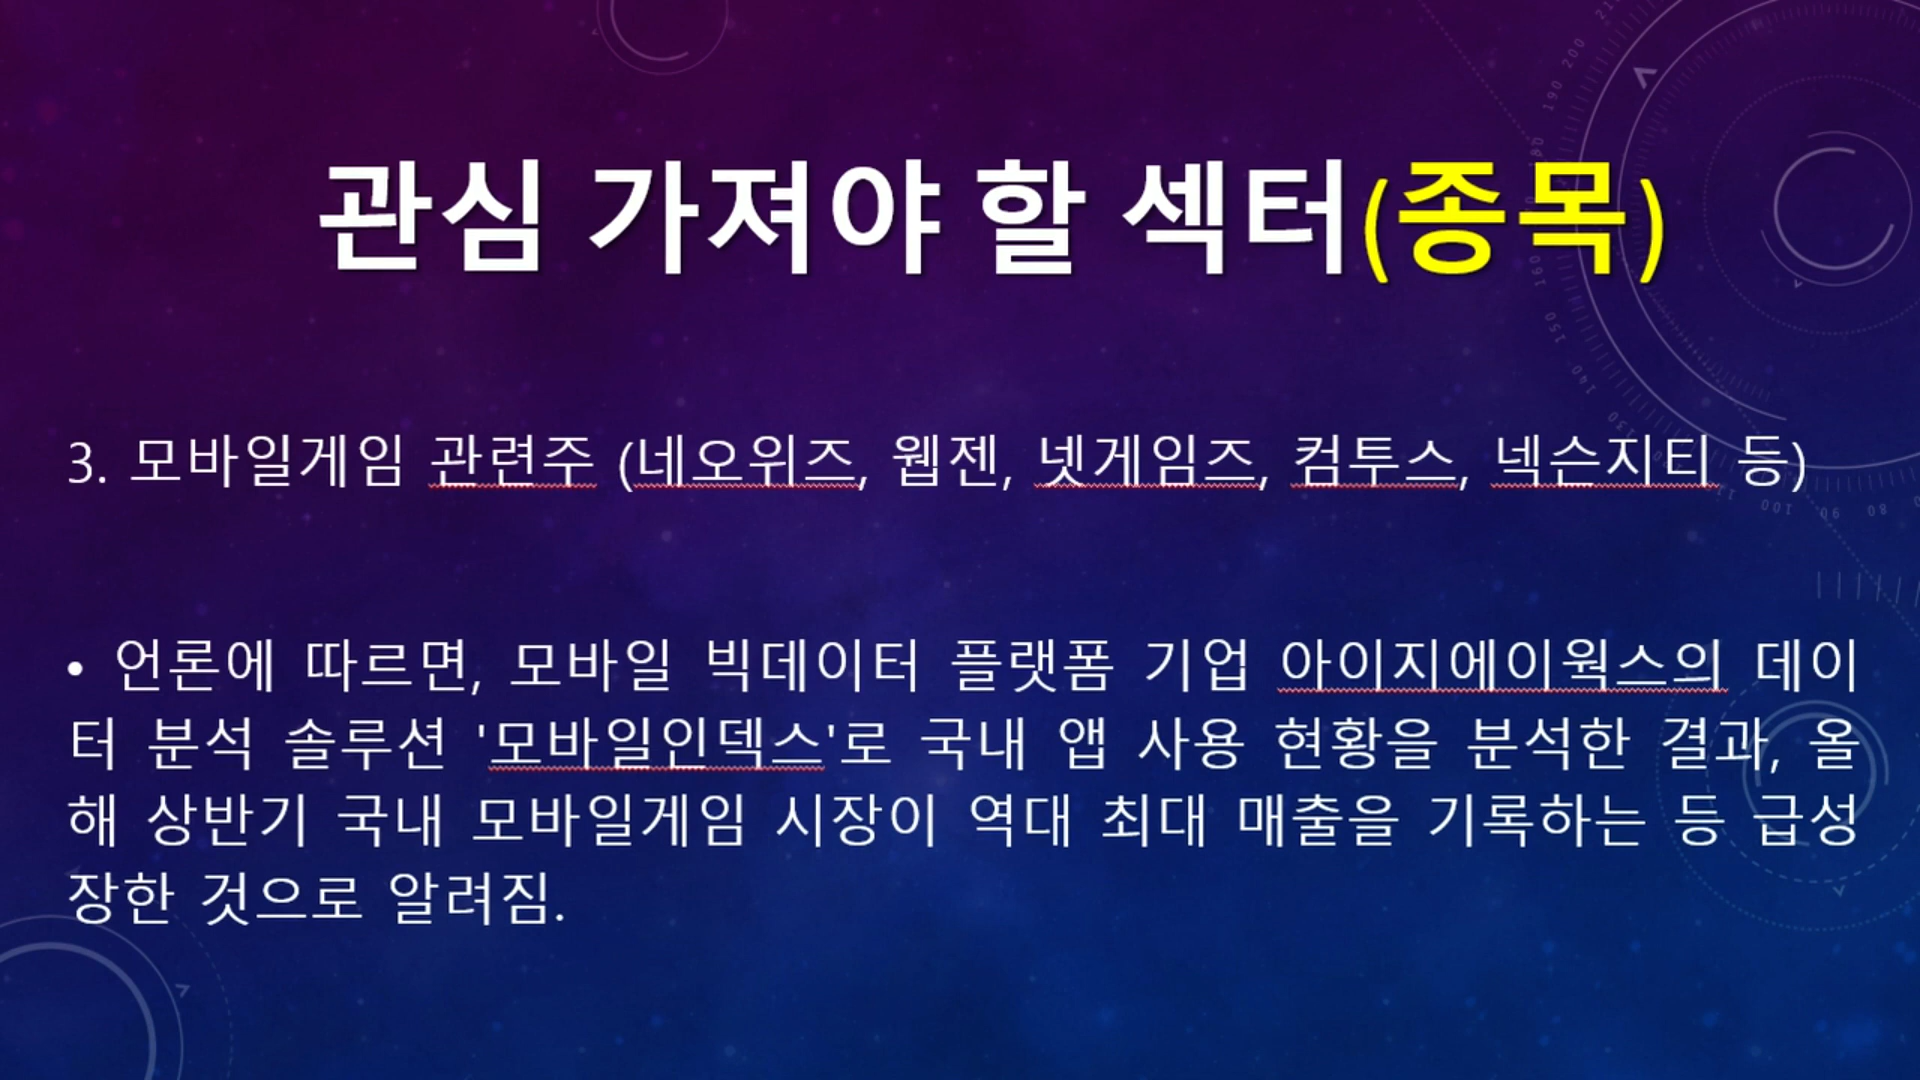 관심 가져야 할 섹터(종목)
3. 모바일게임 관련주 (네오위즈, 웹젠, 넷게임즈, 컴투스, 넥슨지티 등)
• 언론에 따르면, 모바일 빅데이터 플랫폼 기업 아이지에이웍스의 데이
터 분석 솔루션 '모바일인덱스'로 국내 앱 사용 현황을 분석한 결과, 올
해 상반기 국내 모바일게임 시장이 역대 최대 매출을 기록하는 등 급성
장한 것으로 알려짐.